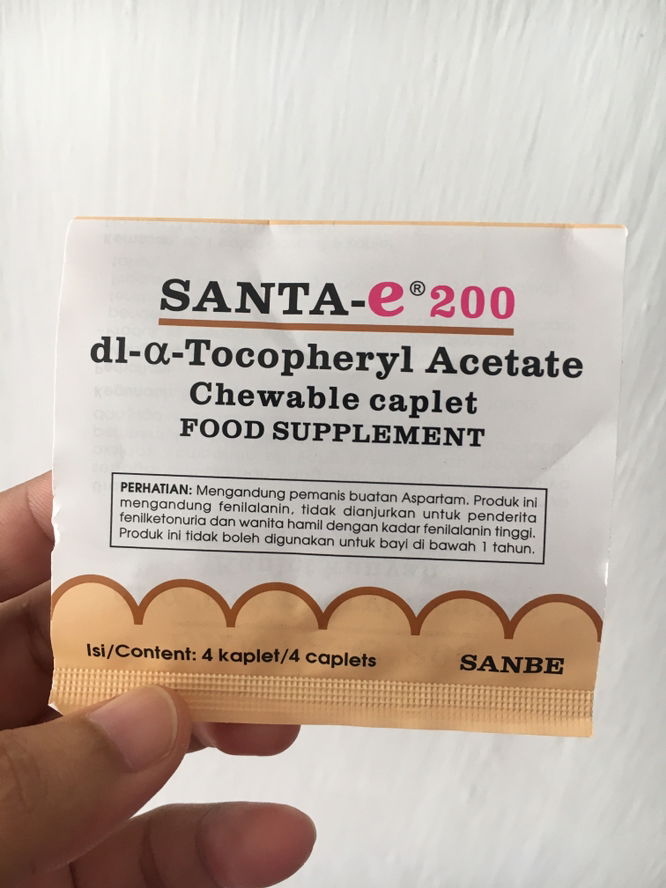 SANTA-e® 200
dl-α-Tocopheryl Acetate
Chewable caplet
FOOD SUPPLEMENT
PERHATIAN: Mengandung pemanis buatan Aspartam. Produk ini
mengandung fenilalanin, tidak dianjurkan untuk penderita
fenilketonuria dan wanita hamil dengan kadar fenilalanin tinggi.
Produk ini tidak boleh digunakan untuk bayi di bawah 1 tahun.
Isi/Content: 4 kaplet/4 caplets
SANBE